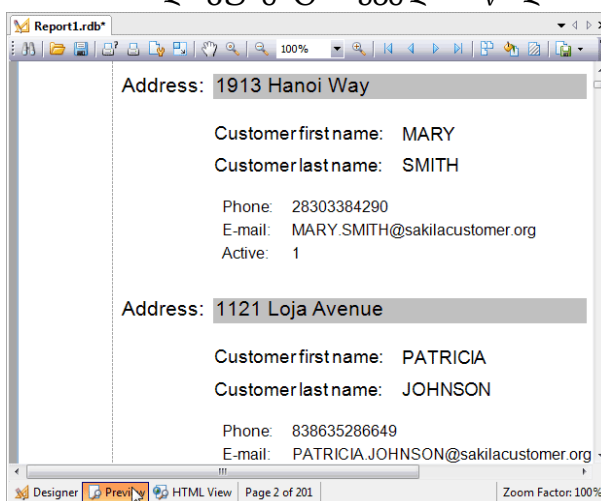 Report1.rdb*
100%
Address: 1913 Hanoi Way
Customer first name: MARY
Customer last name: SMITH
Phone: 28303384290
E-mail: MARY.SMITH@sakilacustomer.org
Active: 1
Address: 1121 Loja Avenue
Customer first name: PATRICIA
Customer last name: JOHNSON
Phone: 838635286649
E-mail: PATRICIA.JOHNSON@sakilacustomer.org
Designer Preview HTML View Page 2 of 201 Zoom Factor: 100%